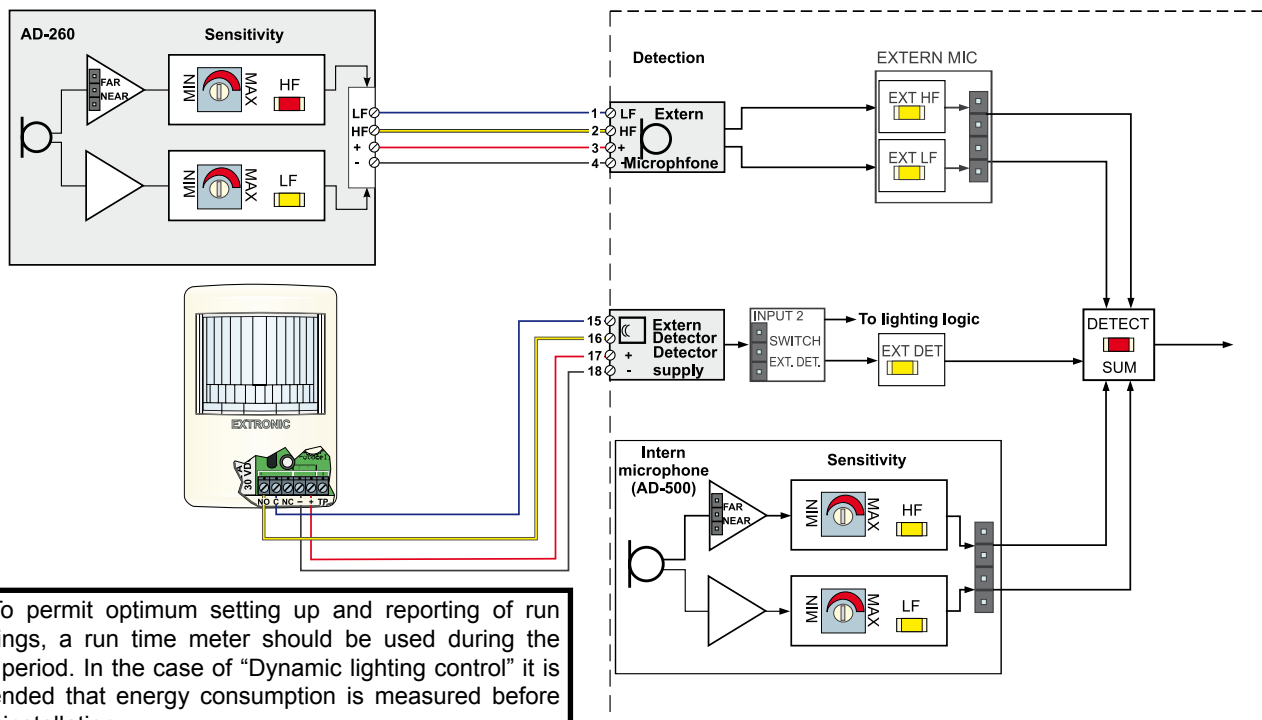 AD-260
Sensitivity
FAR
NEAR
MIN
MAX
HF
MIN
MAX
LF
LF
HF
+
-
Detection
1 LF
2 HF
3 +
4 -
Extern
Microphfone
EXTERN MIC
EXT HF
EXT LF
EXTRONIC
30 VD
NO C NC – + TP
15
16
17 +
18 -
Extern
Detector
Detector
supply
INPUT 2
SWITCH
EXT. DET.
To lighting logic
EXT DET
DETECT
SUM
Intern
microphone
(AD-500)
Sensitivity
FAR
NEAR
MIN
MAX
HF
MIN
MAX
LF
To permit optimum setting up and reporting of run
ings, a run time meter should be used during the
period. In the case of “Dynamic lighting control” it is
ended that energy consumption is measured before
installation